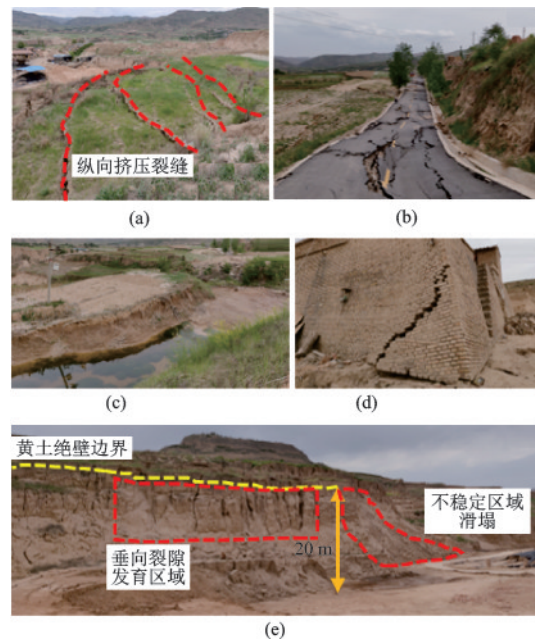 纵向挤压裂缝
(a)
(b)
(c)
(d)
黄土绝壁边界
不稳定区域
滑塌
20 m
垂向裂隙
发育区域
(e)